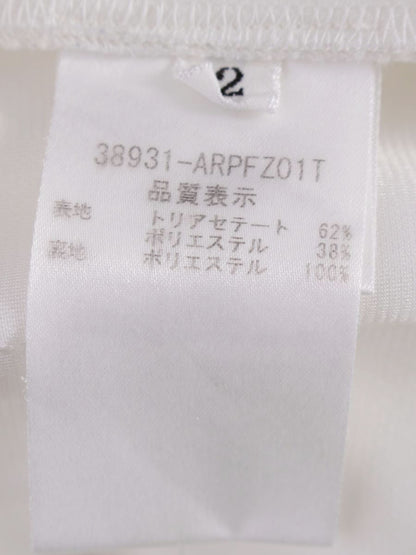 2
38931-ARPFZ01T
品質表示
表地 トリアセテート 62%
ポリエステル 38%
裏地 ポリエステル 100%